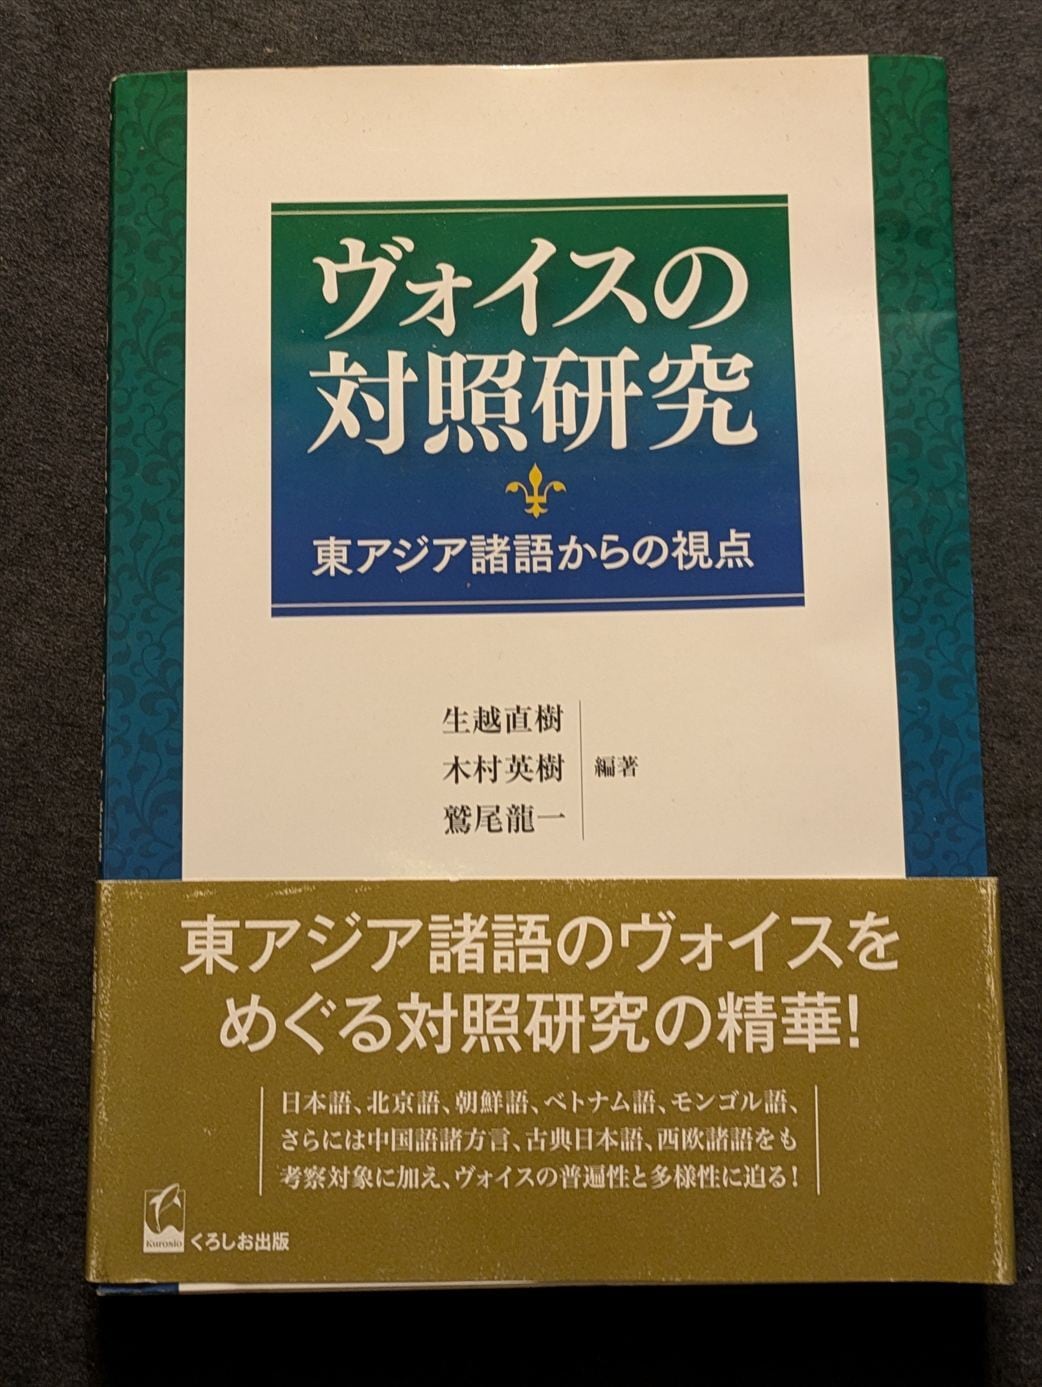 ヴォイスの
対照研究
東アジア諸語からの視点
生越直樹
木村英樹
鷲尾龍一
編著
東アジア諸語のヴォイスを
めぐる対照研究の精華!
日本語、北京語、朝鮮語、ベトナム語、モンゴル語、
さらには中国語諸方言、古典日本語、西欧諸語をも
考察対象に加え、ヴォイスの普遍性と多様性に迫る!
Kurosio
くろしお出版